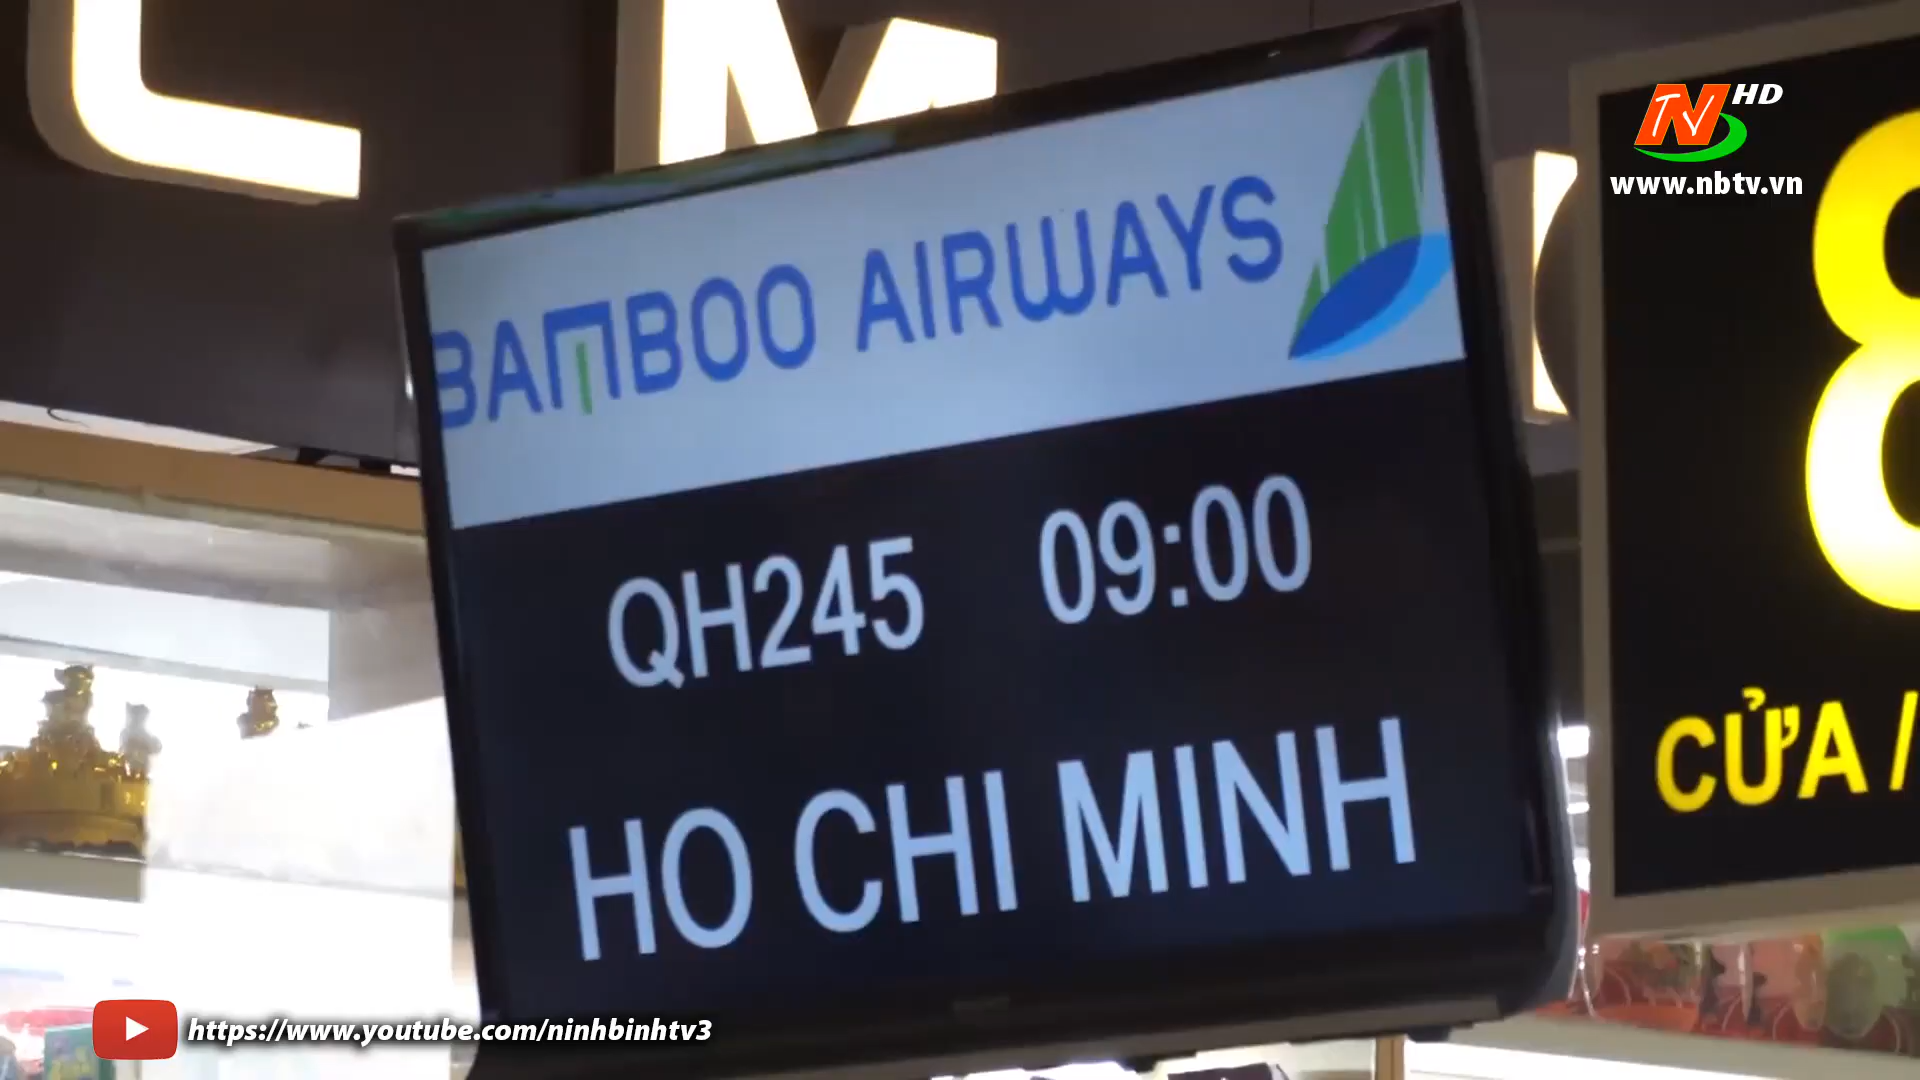 NTV HD
www.nbtv.vn
BAMBOO AIRWAYS
QH245 09:00
HO CHI MINH
8
CỬA /
https://www.youtube.com/ninhbinhtv3